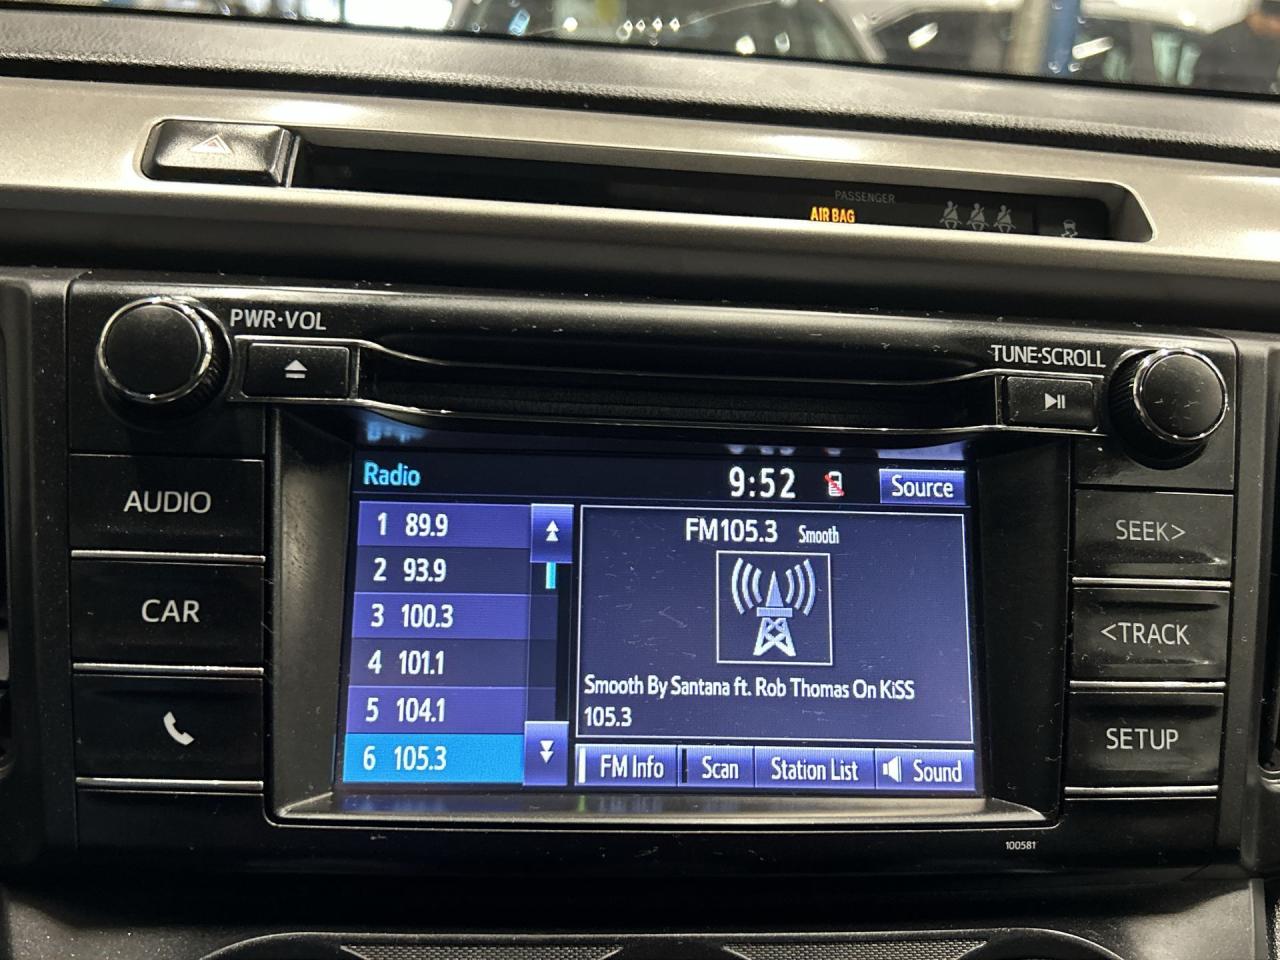 PASSENGER
AIR BAG
PWR·VOL
TUNE·SCROLL
AUDIO
CAR
SEEK>
<TRACK
SETUP
Radio
9:52
Source
1 89.9
2 93.9
3 100.3
4 101.1
5 104.1
6 105.3
FM105.3 Smooth
Smooth By Santana ft. Rob Thomas On KiSS
105.3
FM Info
Scan
Station List
Sound
100581